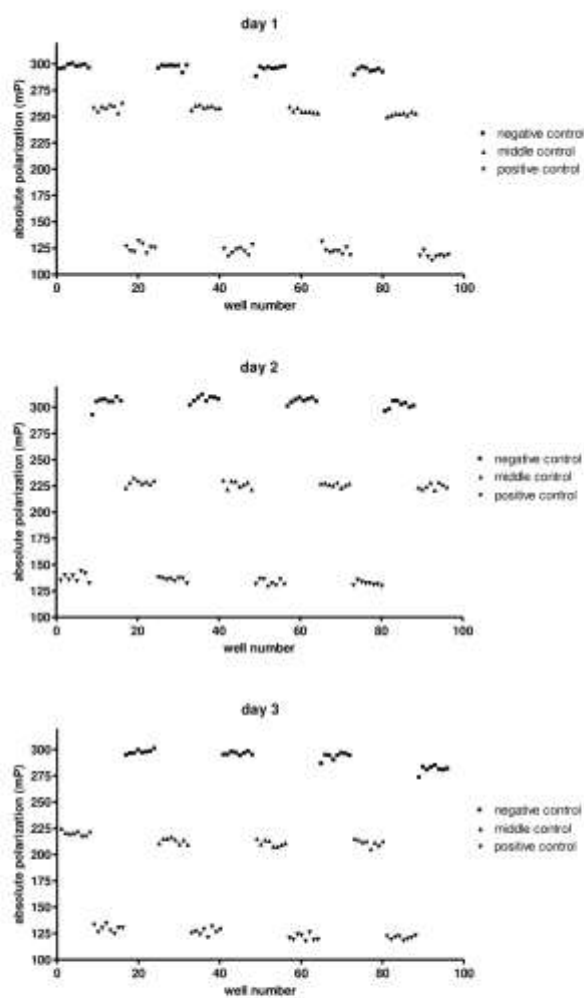 day 1
absolute polarization (mP)
300
275
250
225
200
175
150
125
100
0 20 40 60 80 100
well number
negative control
middle control
positive control
day 2
absolute polarization (mP)
300
275
250
225
200
175
150
125
100
0 20 40 60 80 100
well number
negative control
middle control
positive control
day 3
absolute polarization (mP)
300
275
250
225
200
175
150
125
100
0 20 40 60 80 100
well number
negative control
middle control
positive control